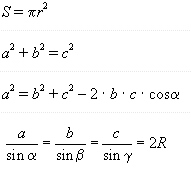 S = πr²
a² + b² = c²
a² = b² + c² − 2 · b · c · cosα
a/sin α = b/sin β = c/sin γ = 2R